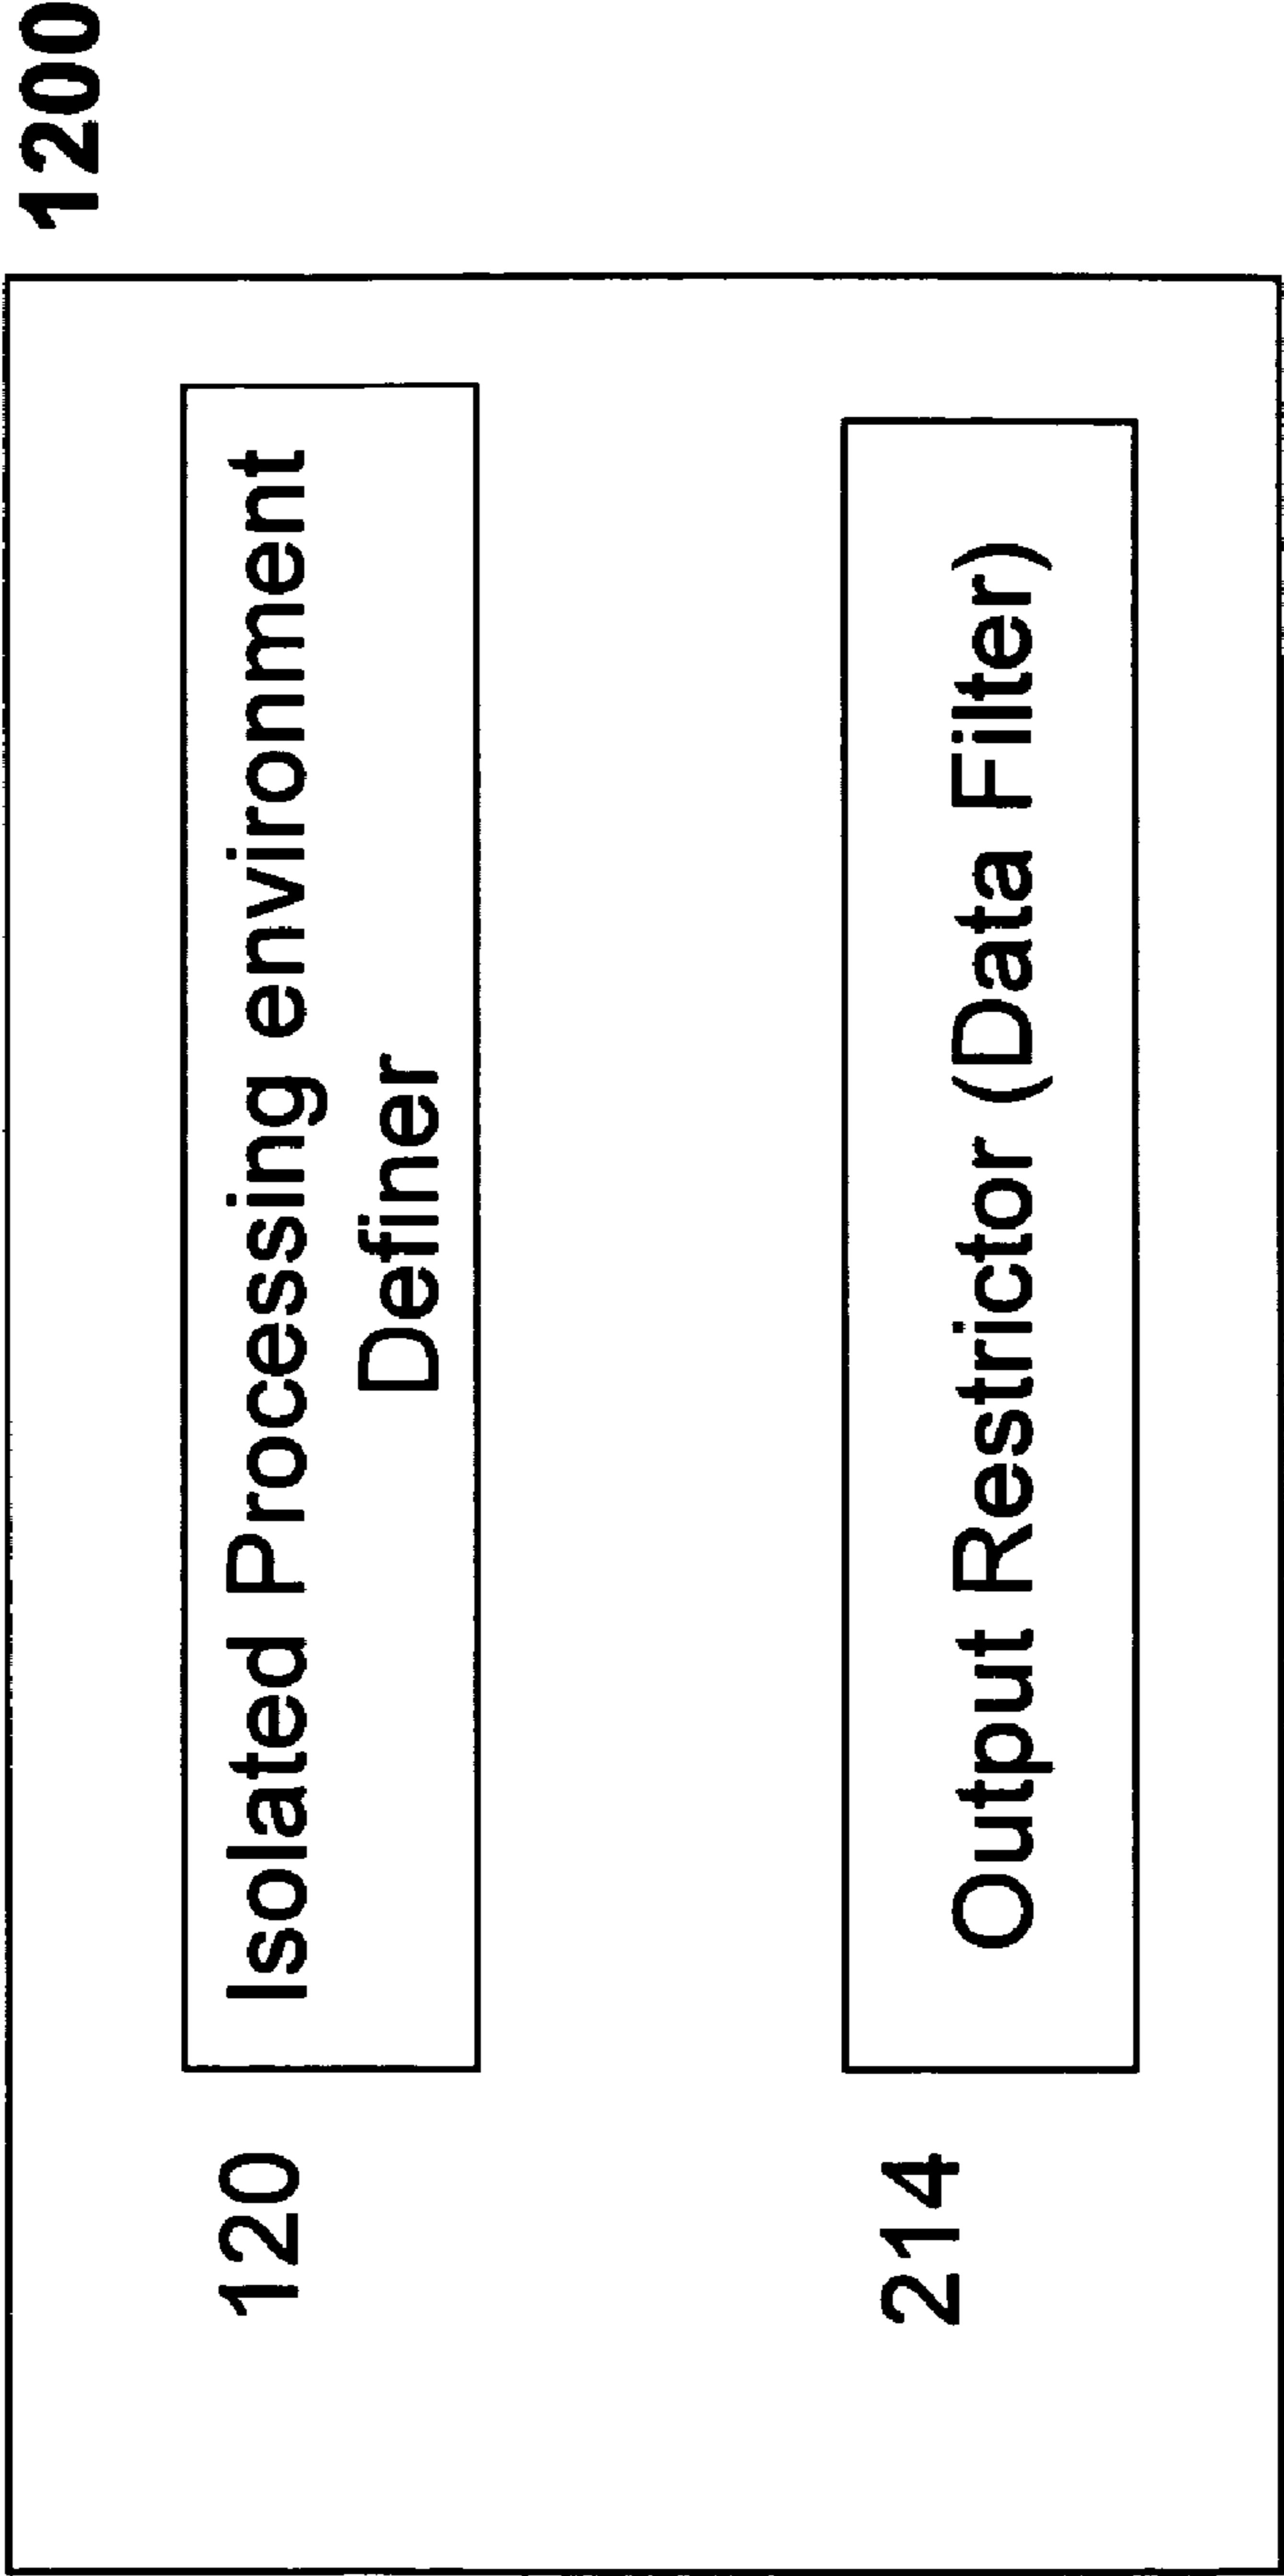 1200
120
Isolated Processing environment
Definer
214
Output Restrictor (Data Filter)